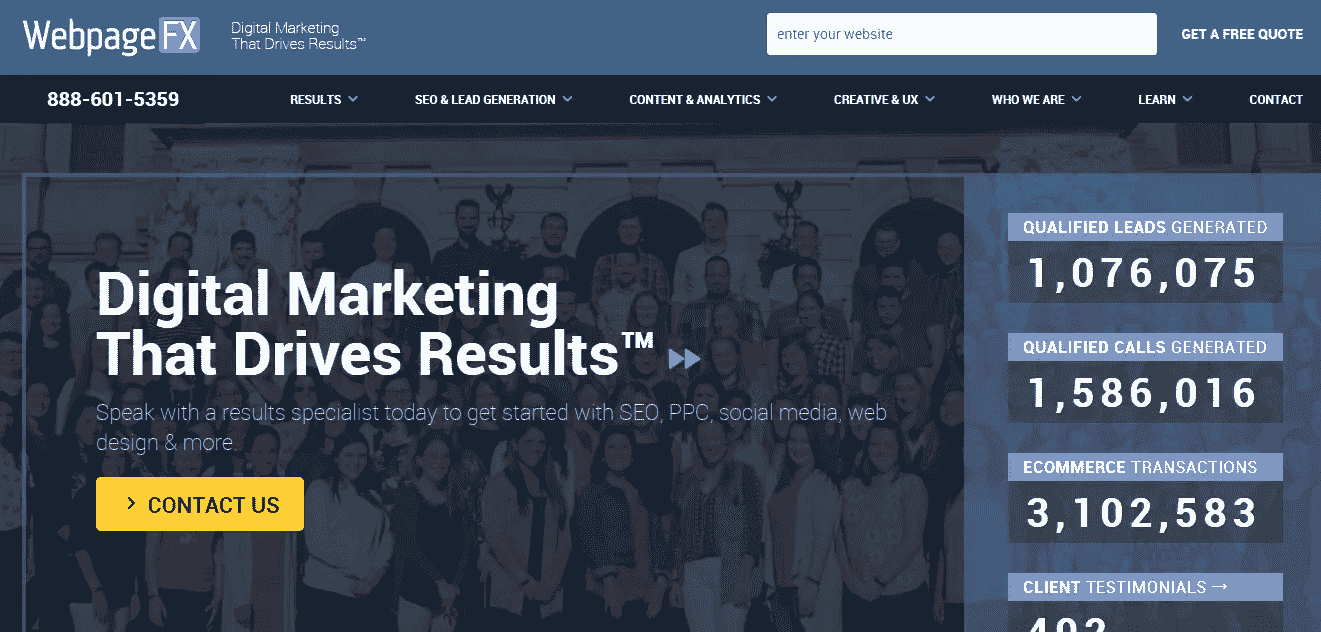 WebpageFX
Digital Marketing
That Drives Results™
enter your website
GET A FREE QUOTE
888-601-5359
RESULTS
SEO & LEAD GENERATION
CONTENT & ANALYTICS
CREATIVE & UX
WHO WE ARE
LEARN
CONTACT
Digital Marketing
That Drives Results™
Speak with a results specialist today to get started with SEO, PPC, social media, web
design & more.
CONTACT US
QUALIFIED LEADS GENERATED
1,076,075
QUALIFIED CALLS GENERATED
1,586,016
ECOMMERCE TRANSACTIONS
3,102,583
CLIENT TESTIMONIALS →
402